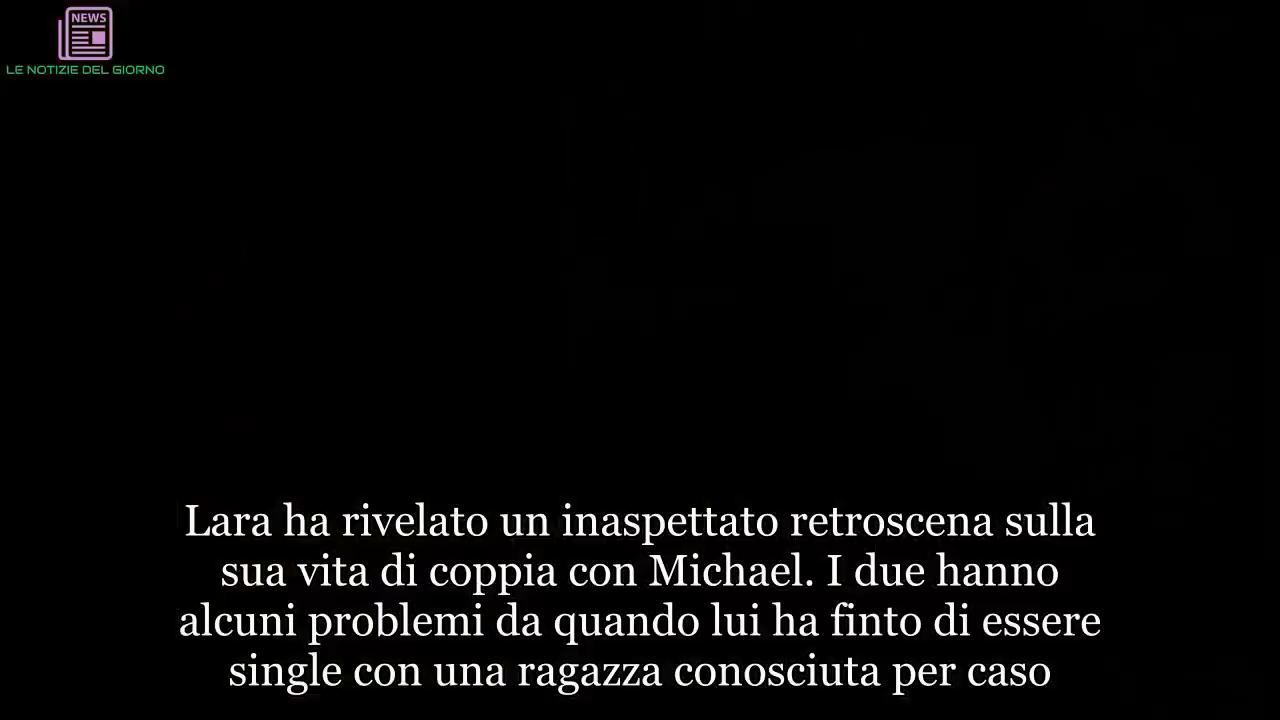 NEWS
LE NOTIZIE DEL GIORNO
Lara ha rivelato un inaspettato retroscena sulla
sua vita di coppia con Michael. I due hanno
alcuni problemi da quando lui ha finto di essere
single con una ragazza conosciuta per caso